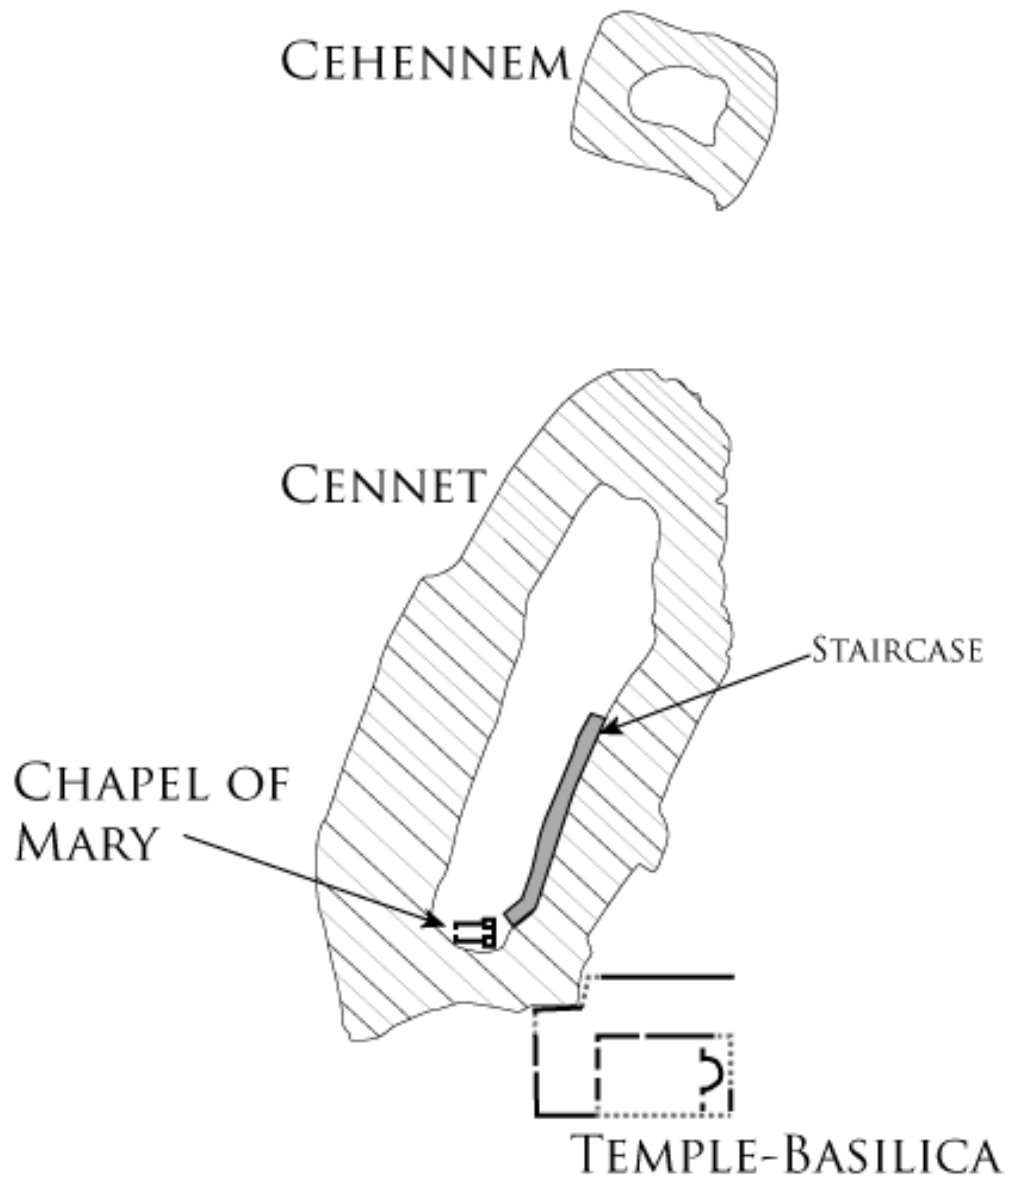 CEHENNEM
CENNET
STAIRCASE
CHAPEL OF
MARY
TEMPLE-BASILICA